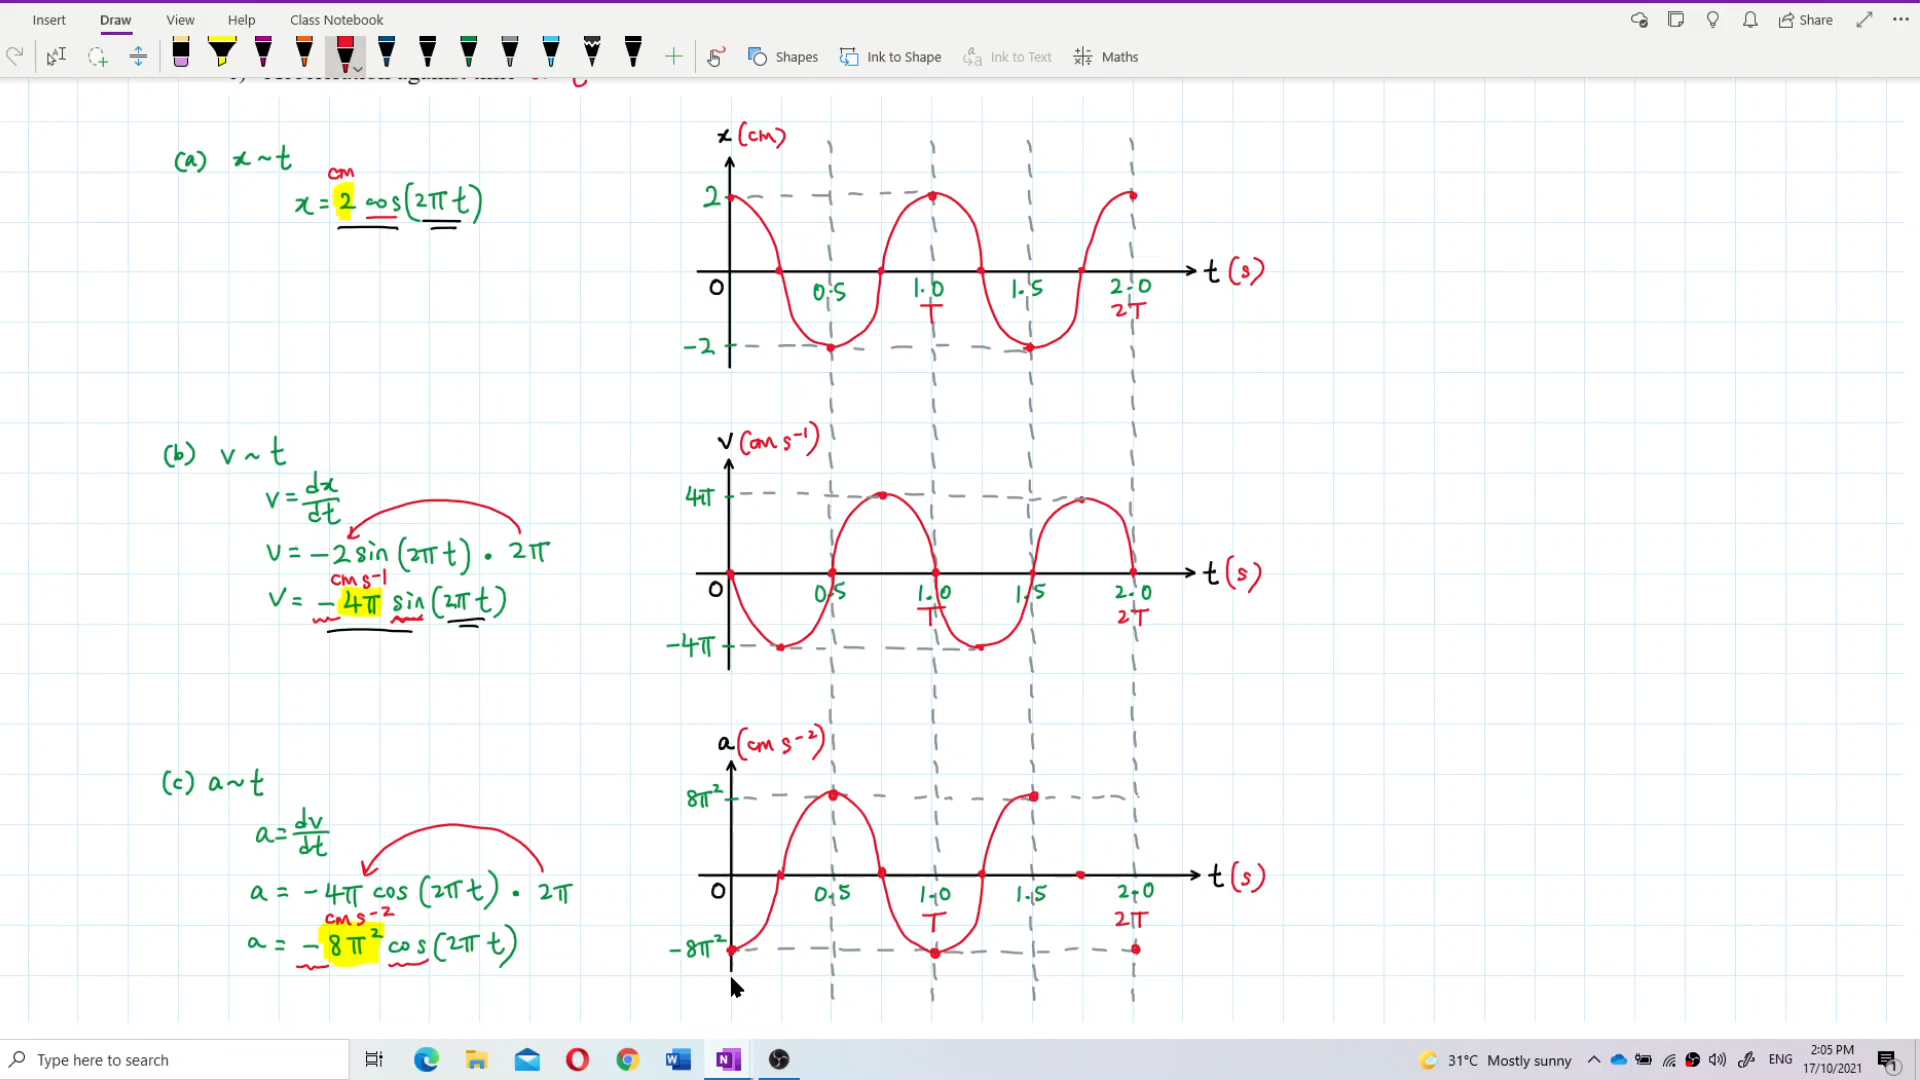 Insert Draw View Help Class Notebook Share
Shapes Ink to Shape Ink to Text Maths
(a) x ~ t
cm
x = 2 cos(2π t)
x (cm)
2
0 0.5 1.0 1.5 2.0 t (s)
T 2T
-2
(b) v ~ t
v = dx/dt
v = -2 sin (2π t) · 2π
cm s⁻¹
v = -4π sin (2π t)
v (cm s⁻¹)
4π
0 0.5 1.0 1.5 2.0 t (s)
T 2T
-4π
(c) a ~ t
a = dv/dt
a = -4π cos (2π t) · 2π
cm s⁻²
a = -8π² cos (2π t)
a (cm s⁻²)
8π²
0 0.5 1.0 1.5 2.0 t (s)
T 2T
-8π²
Type here to search
31°C Mostly sunny ENG 2:05 PM
17/10/2021 1